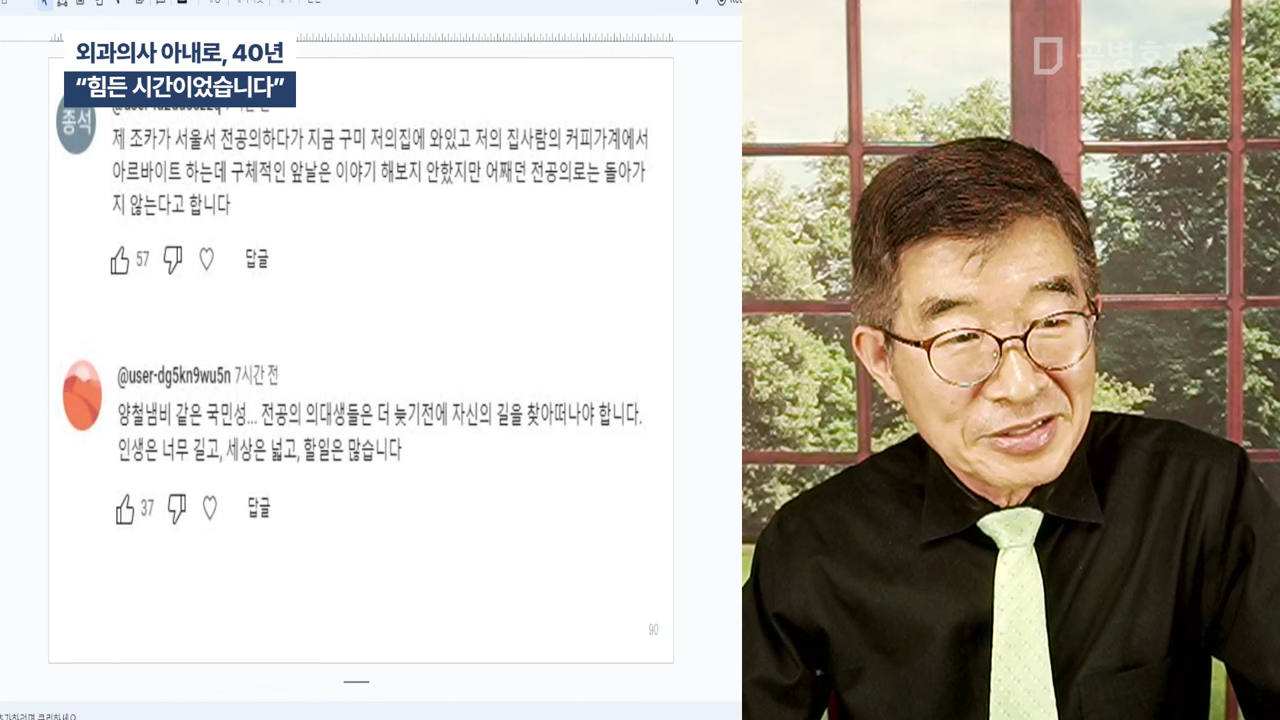 외과의사 아내로, 40년
“힘든 시간이었습니다”
종석
제 조카가 서울서 전공의하다가 지금 구미 저의집에 와있고 저의 집사람의 커피가계에서
아르바이트 하는데 구체적인 앞날은 이야기 해보지 안했지만 어째던 전공의로는 돌아가
지 않는다고 합니다
57 답글
@user-dg5kn9wu5n 7시간 전
양철냄비 같은 국민성... 전공의 의대생들은 더 늦기전에 자신의 길을 찾아떠나야 합니다.
인생은 너무 길고, 세상은 넓고, 할일은 많습니다
37 답글
90
공병호TV